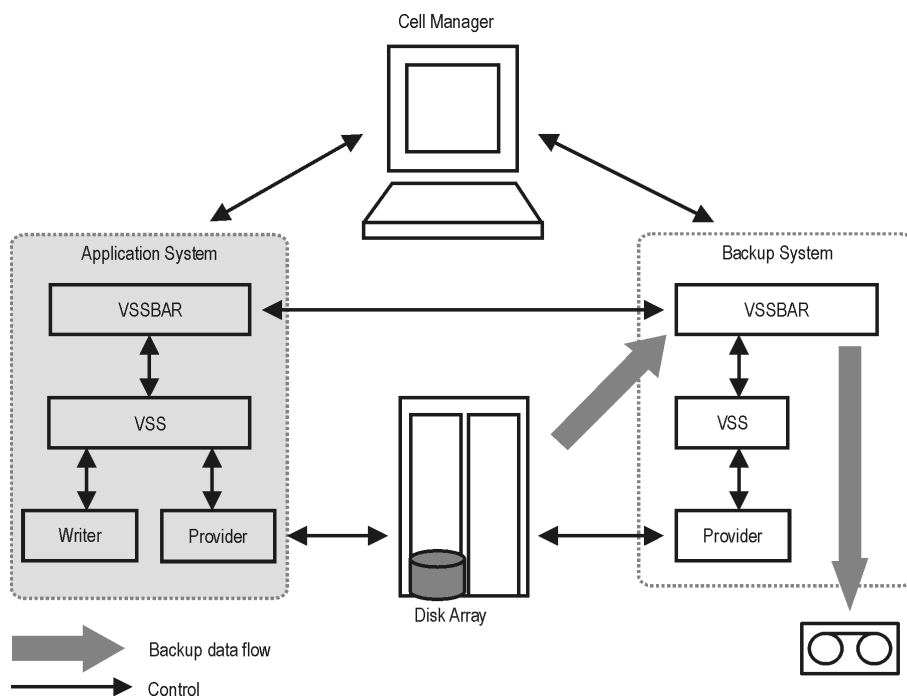 Cell Manager
Application System
Backup System
VSSBAR
VSSBAR
VSS
VSS
Writer
Provider
Provider
Disk Array
Backup data flow
Control